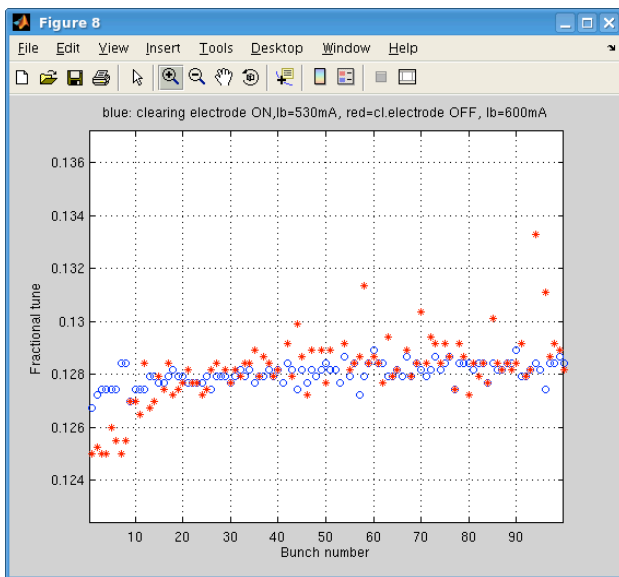 Figure 8
File Edit View Insert Tools Desktop Window Help
blue: clearing electrode ON,Ib=530mA, red=cl.electrode OFF, Ib=600mA
0.136
0.134
0.132
0.13
0.128
0.126
0.124
Fractional tune
10 20 30 40 50 60 70 80 90
Bunch number